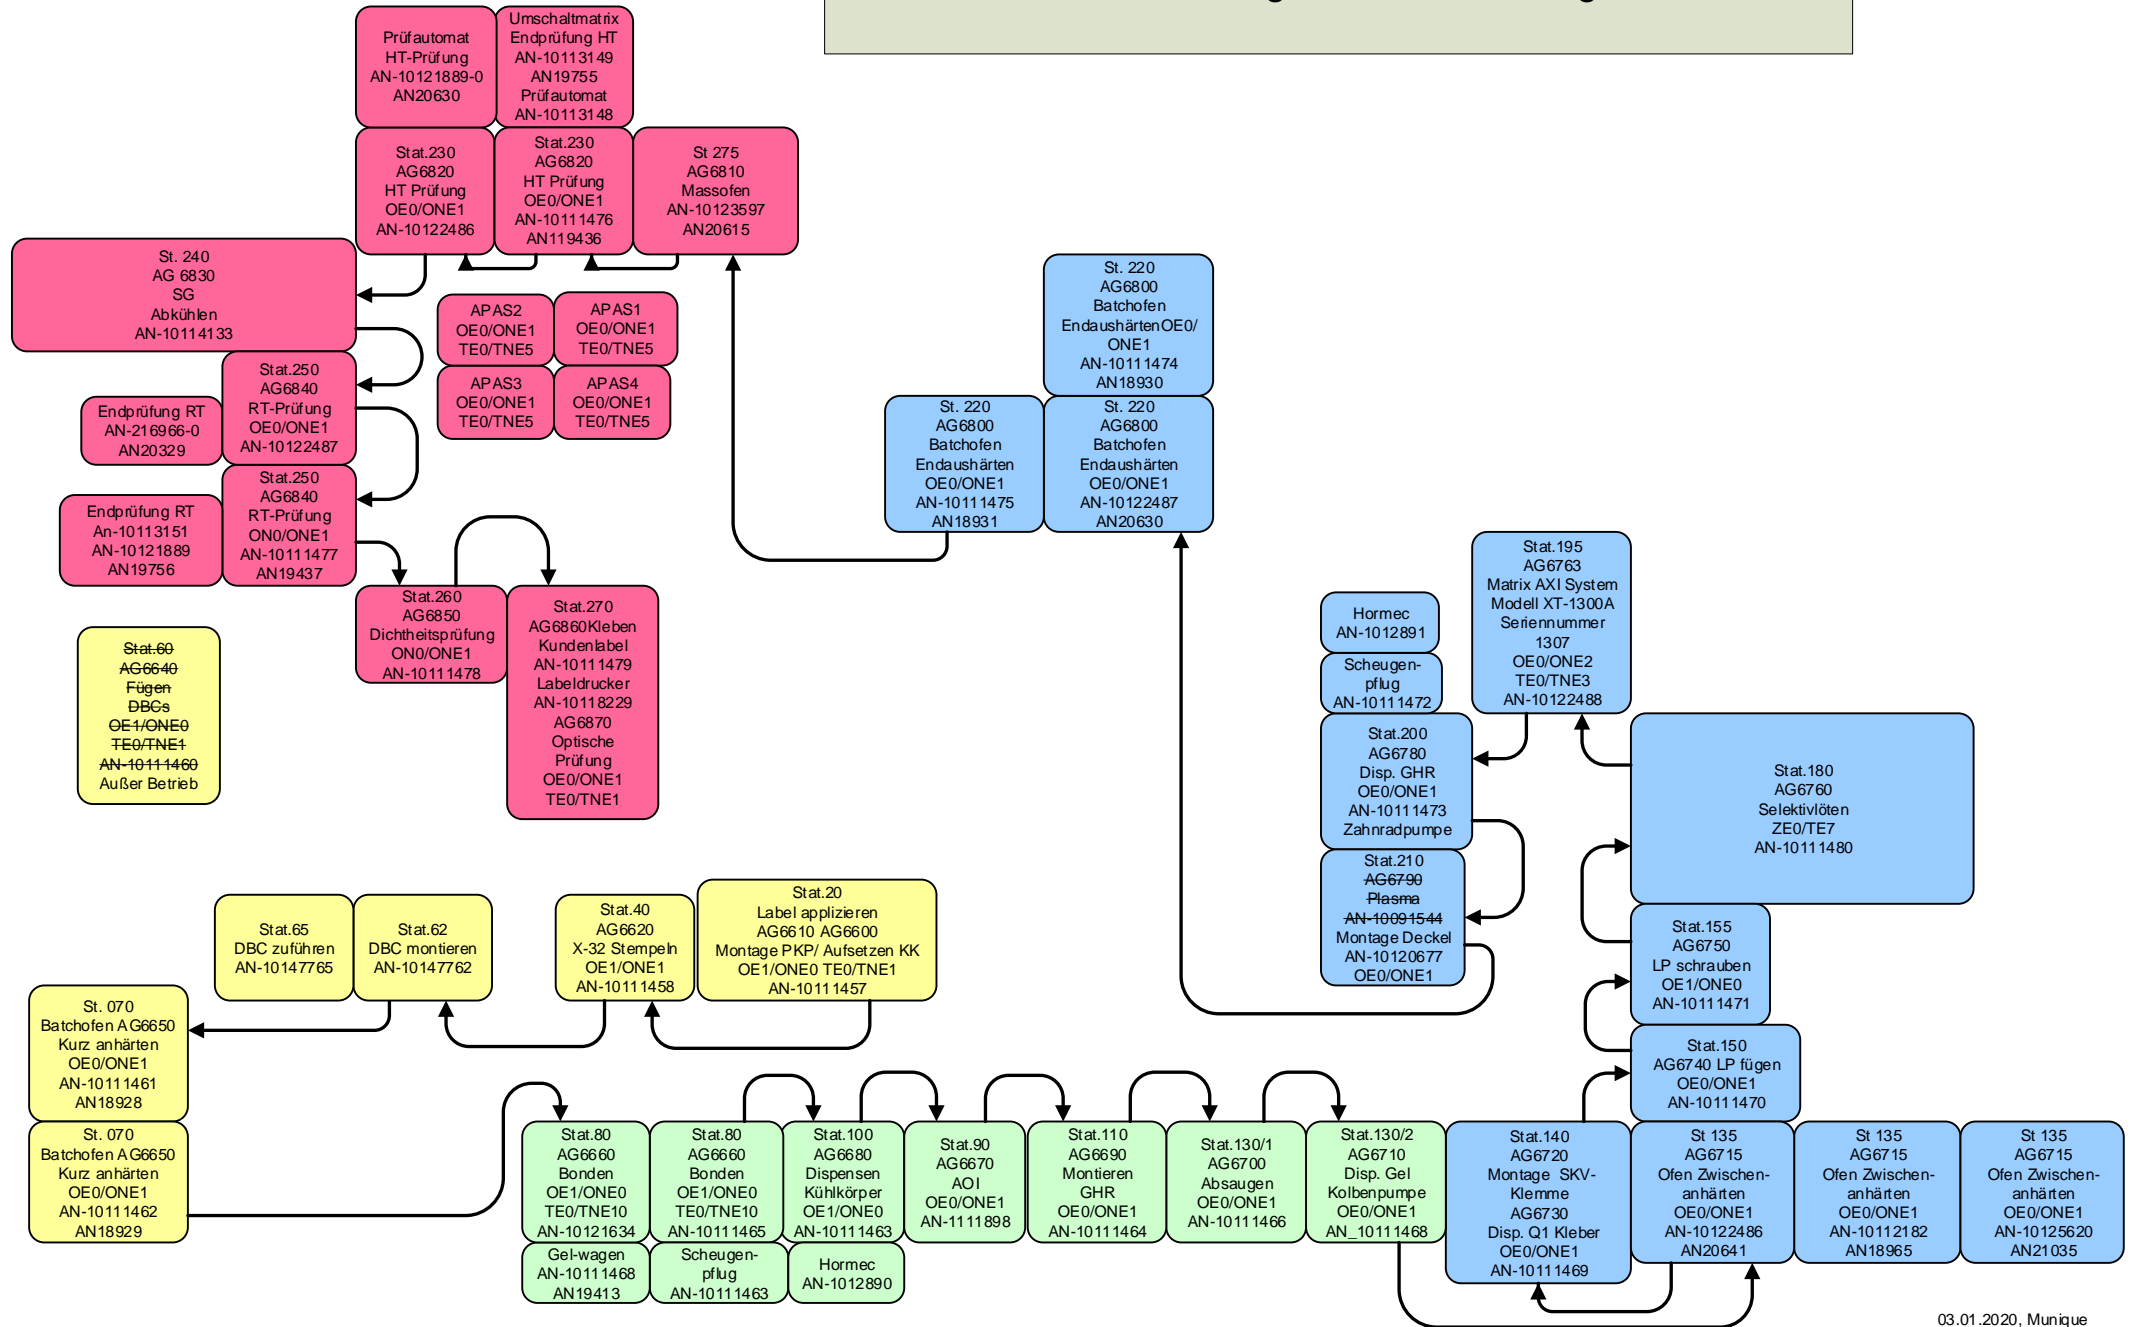 Prüfautomat
HT-Prüfung
AN-10121889-0
AN20630
Umschaltmatrix
Endprüfung HT
AN-10113149
AN19755
Prüfautomat
AN-10113148
Stat.230
AG6820
HT Prüfung
OE0/ONE1
AN-10122486
Stat.230
AG6820
HT Prüfung
OE0/ONE1
AN-10111476
AN119436
St 275
AG6810
Massofen
AN-10123597
AN20615
St. 240
AG 6830
SG
Abkühlen
AN-10114133
APAS2
OE0/ONE1
TE0/TNE5
APAS1
OE0/ONE1
TE0/TNE5
APAS3
OE0/ONE1
TE0/TNE5
APAS4
OE0/ONE1
TE0/TNE5
Stat.250
AG6840
RT-Prüfung
OE0/ONE1
AN-10122487
Endprüfung RT
AN-216966-0
AN20329
Stat.250
AG6840
RT-Prüfung
ON0/ONE1
AN-10111477
AN19437
Endprüfung RT
An-10113151
AN-10121889
AN19756
Stat.260
AG6850
Dichtheitsprüfung
ON0/ONE1
AN-10111478
Stat.270
AG6860Kleben
Kundenlabel
AN-10111479
Labeldrucker
AN-10118229
AG6870
Optische
Prüfung
OE0/ONE1
TE0/TNE1
Stat.60
AG6640
Fügen
DBCs
OE1/ONE0
TE0/TNE1
AN-10111460
Außer Betrieb
St. 220
AG6800
Batchofen
EndaushärtenOE0/
ONE1
AN-10111474
AN18930
St. 220
AG6800
Batchofen
Endaushärten
OE0/ONE1
AN-10111475
AN18931
St. 220
AG6800
Batchofen
Endaushärten
OE0/ONE1
AN-10122487
AN20630
Stat.195
AG6763
Matrix AXI System
Modell XT-1300A
Seriennummer
1307
OE0/ONE2
TE0/TNE3
AN-10122488
Hormec
AN-1012891
Scheugen-
pflug
AN-10111472
Stat.200
AG6780
Disp. GHR
OE0/ONE1
AN-10111473
Zahnradpumpe
Stat.210
AG6790
Plasma
AN-10091544
Montage Deckel
AN-10120677
OE0/ONE1
Stat.180
AG6760
Selektivlöten
ZE0/TE7
AN-10111480
Stat.155
AG6750
LP schrauben
OE1/ONE0
AN-10111471
Stat.150
AG6740 LP fügen
OE0/ONE1
AN-10111470
Stat.65
DBC zuführen
AN-10147765
Stat.62
DBC montieren
AN-10147762
Stat.40
AG6620
X-32 Stempeln
OE1/ONE1
AN-10111458
Stat.20
Label applizieren
AG6610 AG6600
Montage PKP/ Aufsetzen KK
OE1/ONE0 TE0/TNE1
AN-10111457
St. 070
Batchofen AG6650
Kurz anhärten
OE0/ONE1
AN-10111461
AN18928
St. 070
Batchofen AG6650
Kurz anhärten
OE0/ONE1
AN-10111462
AN18929
Stat.80
AG6660
Bonden
OE1/ONE0
TE0/TNE10
AN-10121634
Stat.80
AG6660
Bonden
OE1/ONE0
TE0/TNE10
AN-10111465
Stat.100
AG6680
Dispensen
Kühlkörper
OE1/ONE0
AN-10111463
Stat.90
AG6670
AOI
OE0/ONE1
AN-1111898
Stat.110
AG6690
Montieren
GHR
OE0/ONE1
AN-10111464
Stat.130/1
AG6700
Absaugen
OE0/ONE1
AN-10111466
Stat.130/2
AG6710
Disp. Gel
Kolbenpumpe
OE0/ONE1
AN_10111468
Stat.140
AG6720
Montage SKV-
Klemme
AG6730
Disp. Q1 Kleber
OE0/ONE1
AN-10111469
St 135
AG6715
Ofen Zwischen-
anhärten
OE0/ONE1
AN-10122486
AN20641
St 135
AG6715
Ofen Zwischen-
anhärten
OE0/ONE1
AN-10112182
AN18965
St 135
AG6715
Ofen Zwischen-
anhärten
OE0/ONE1
AN-10125620
AN21035
Gel-wagen
AN-10111468
AN19413
Scheugen-
pflug
AN-10111463
Hormec
AN-1012890
03.01.2020, Munique